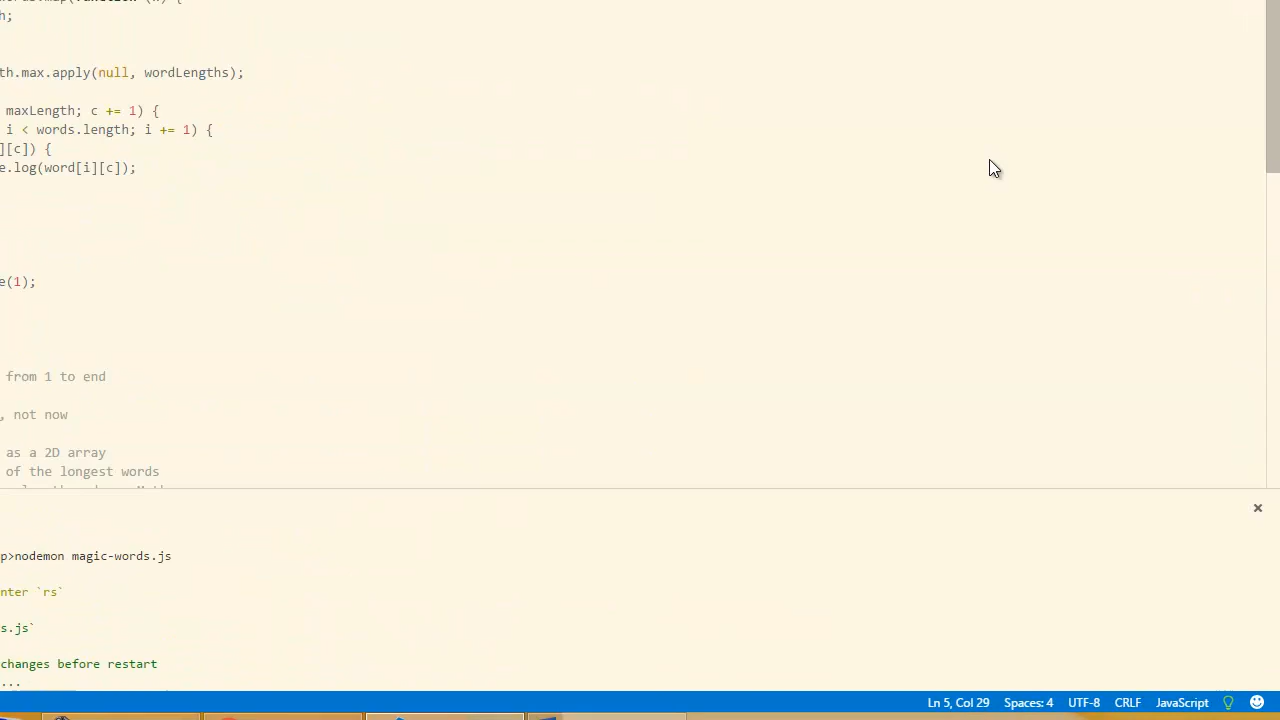 h;
th.max.apply(null, wordLengths);
maxLength; c += 1) {
i < words.length; i += 1) {
][c]) {
e.log(word[i][c]);
e(1);
from 1 to end
, not now
as a 2D array
of the longest words
p>nodemon magic-words.js
nter `rs`
s.js`
changes before restart
...
Ln 5, Col 29 Spaces: 4 UTF-8 CRLF JavaScript